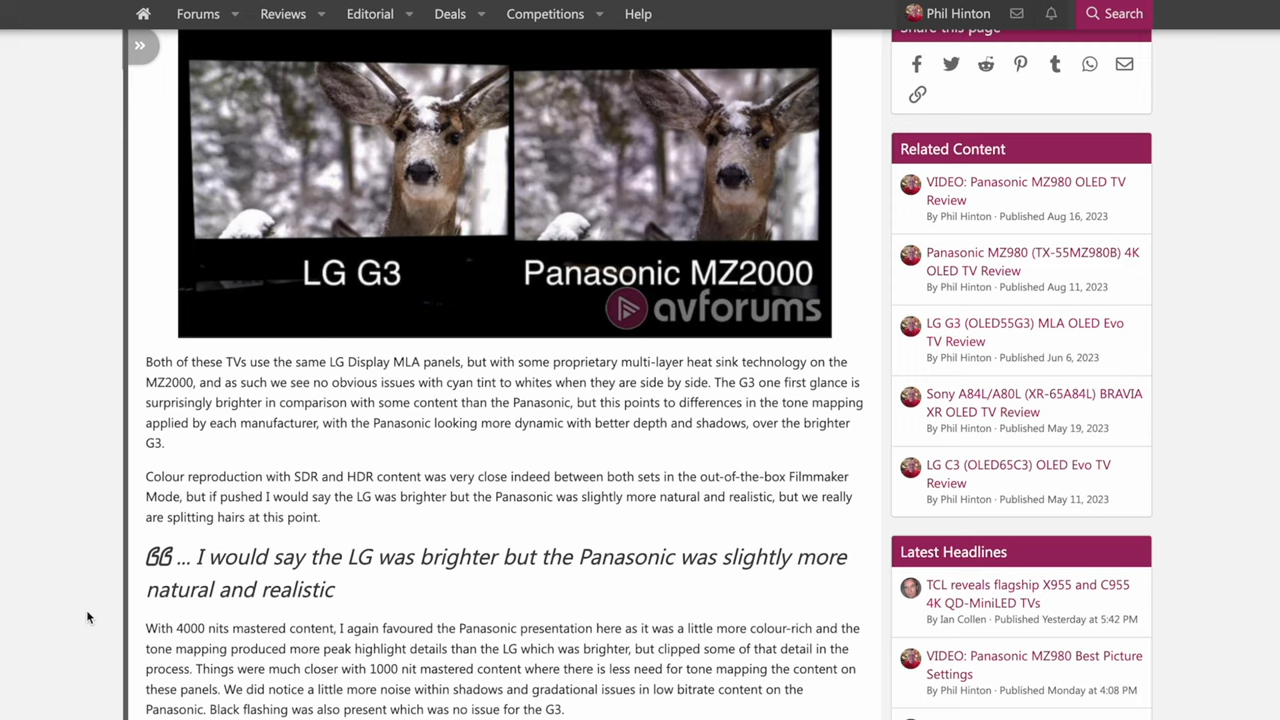 Forums Reviews Editorial Deals Competitions Help Phil Hinton Search
Share this page
LG G3 Panasonic MZ2000
avforums
Both of these TVs use the same LG Display MLA panels, but with some proprietary multi-layer heat sink technology on the
MZ2000, and as such we see no obvious issues with cyan tint to whites when they are side by side. The G3 one first glance is
surprisingly brighter in comparison with some content than the Panasonic, but this points to differences in the tone mapping
applied by each manufacturer, with the Panasonic looking more dynamic with better depth and shadows, over the brighter
G3.
Colour reproduction with SDR and HDR content was very close indeed between both sets in the out-of-the-box Filmmaker
Mode, but if pushed I would say the LG was brighter but the Panasonic was slightly more natural and realistic, but we really
are splitting hairs at this point.
... I would say the LG was brighter but the Panasonic was slightly more
natural and realistic
With 4000 nits mastered content, I again favoured the Panasonic presentation here as it was a little more colour-rich and the
tone mapping produced more peak highlight details than the LG which was brighter, but clipped some of that detail in the
process. Things were much closer with 1000 nit mastered content where there is less need for tone mapping the content on
these panels. We did notice a little more noise within shadows and gradational issues in low bitrate content on the
Panasonic. Black flashing was also present which was no issue for the G3.
Related Content
VIDEO: Panasonic MZ980 OLED TV
Review
By Phil Hinton · Published Aug 16, 2023
Panasonic MZ980 (TX-55MZ980B) 4K
OLED TV Review
By Phil Hinton · Published Aug 11, 2023
LG G3 (OLED55G3) MLA OLED Evo
TV Review
By Phil Hinton · Published Jun 6, 2023
Sony A84L/A80L (XR-65A84L) BRAVIA
XR OLED TV Review
By Phil Hinton · Published May 19, 2023
LG C3 (OLED65C3) OLED Evo TV
Review
By Phil Hinton · Published May 11, 2023
Latest Headlines
TCL reveals flagship X955 and C955
4K QD-MiniLED TVs
By Ian Collen · Published Yesterday at 5:42 PM
VIDEO: Panasonic MZ980 Best Picture
Settings
By Phil Hinton · Published Monday at 4:08 PM